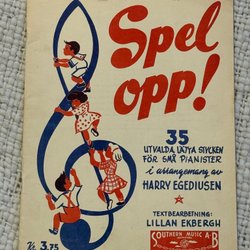 Spel
opp!
35
UTVALDA LÄTTA STYCKEN
FÖR SMÅ PIANISTER
i arrangemang av
HARRY EGEDIUSEN
TEXTBEARBETNING:
LILLAN EKBERGH
SOUTHERN MUSIC A-B
3.75